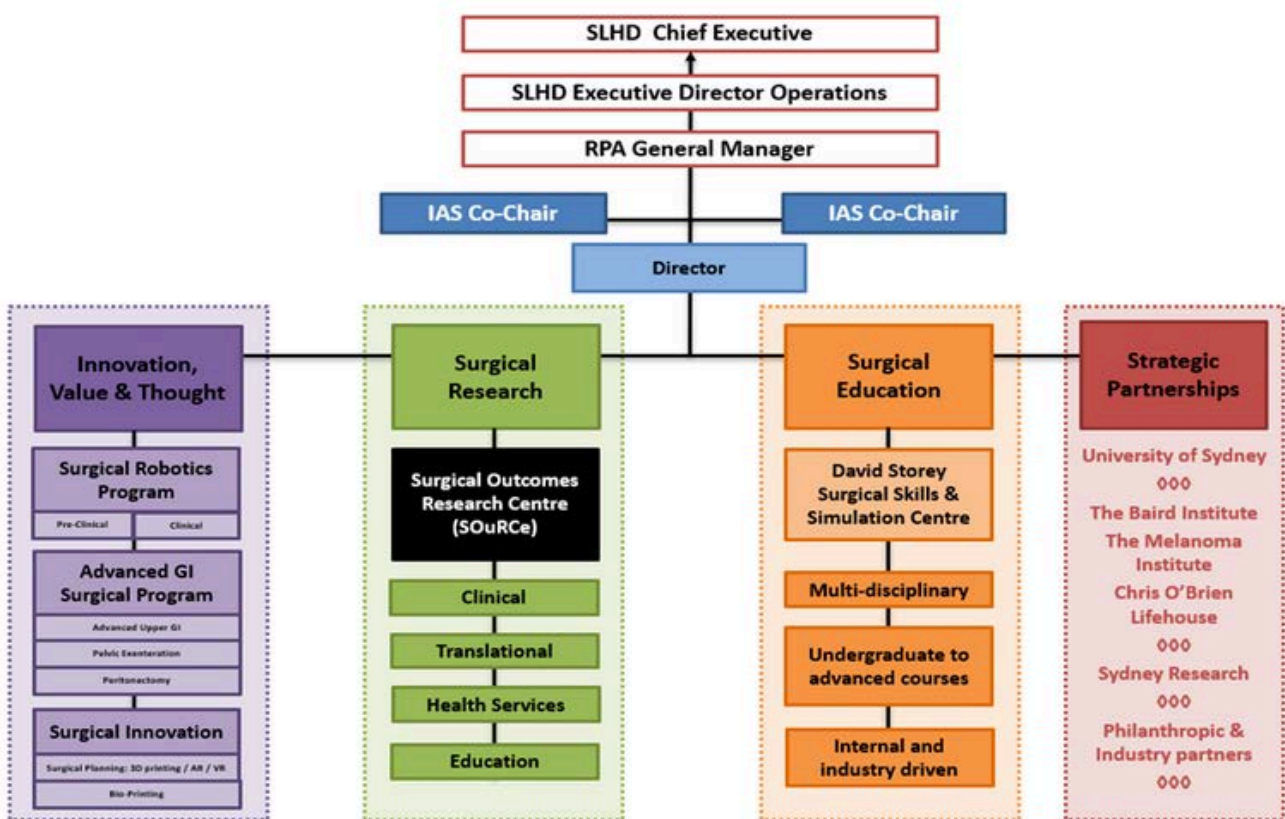 SLHD Chief Executive
SLHD Executive Director Operations
RPA General Manager
IAS Co-Chair
IAS Co-Chair
Director
Innovation,
Value & Thought
Surgical Robotics
Program
Pre-Clinical
Clinical
Advanced GI
Surgical Program
Advanced Upper GI
Pelvic Exenteration
Peritonectomy
Surgical Innovation
Surgical Planning: 3D printing / AR / VR
Bio-Printing
Surgical
Research
Surgical Outcomes
Research Centre
(SOuRCe)
Clinical
Translational
Health Services
Education
Surgical
Education
David Storey
Surgical Skills &
Simulation Centre
Multi-disciplinary
Undergraduate to
advanced courses
Internal and
industry driven
Strategic
Partnerships
University of Sydney
◊◊◊
The Baird Institute
The Melanoma
Institute
Chris O’Brien
Lifehouse
◊◊◊
Sydney Research
◊◊◊
Philanthropic &
Industry partners
◊◊◊